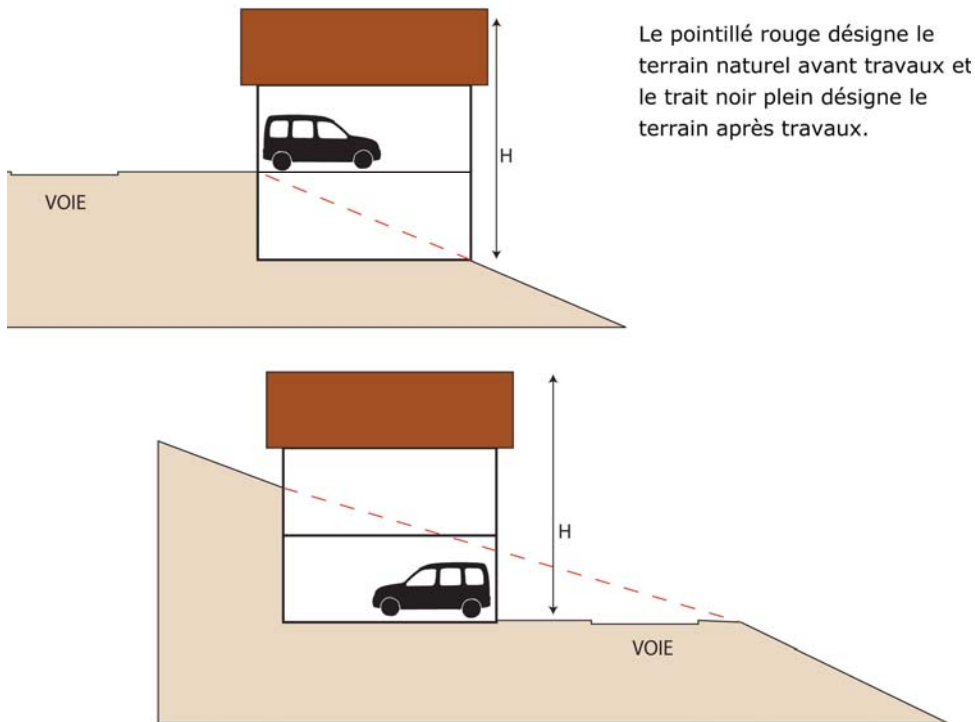 Le pointillé rouge désigne le
terrain naturel avant travaux et
le trait noir plein désigne le
terrain après travaux.
H
VOIE
H
VOIE